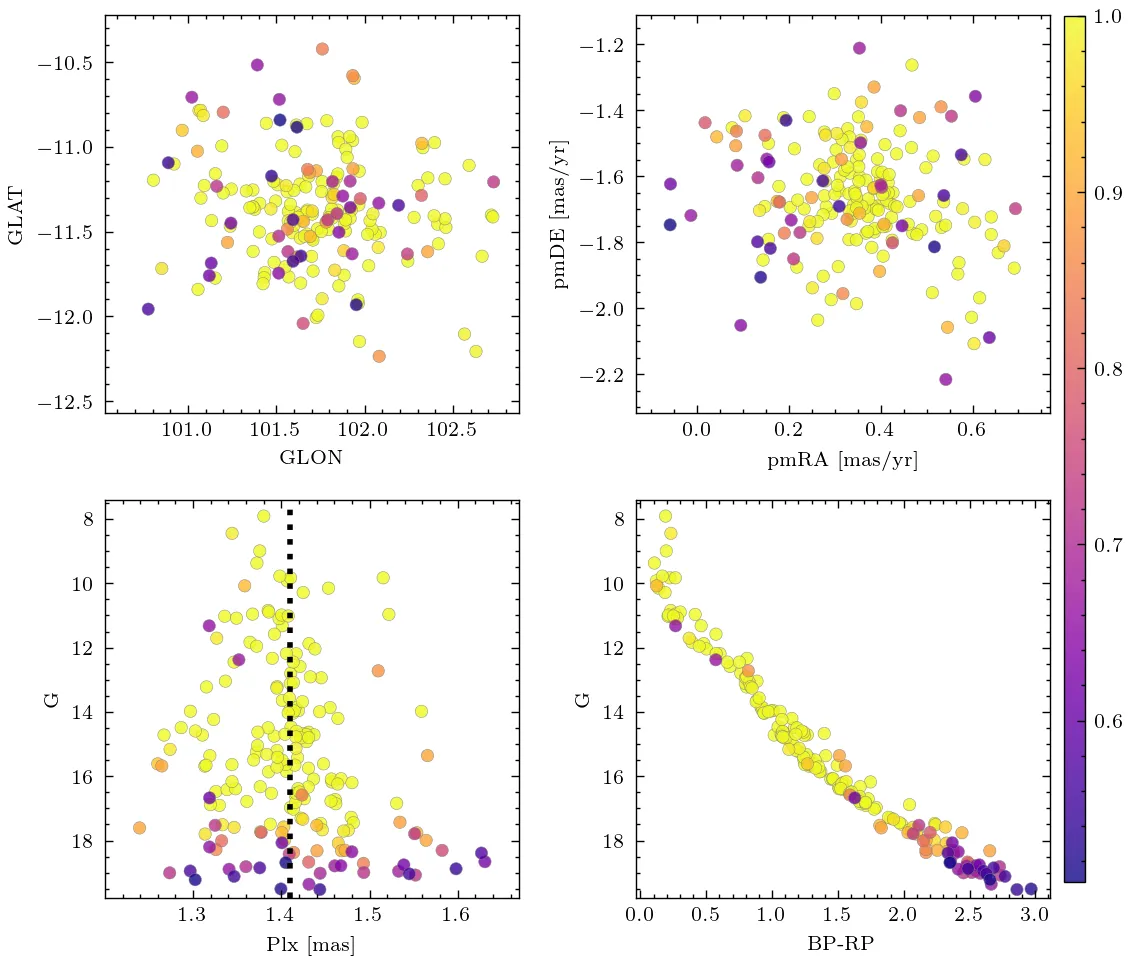 −10.5
−11.0
−11.5
−12.0
−12.5
GLAT
101.0 101.5 102.0 102.5
GLON
−1.2
−1.4
−1.6
−1.8
−2.0
−2.2
pmDE [mas/yr]
0.0 0.2 0.4 0.6
pmRA [mas/yr]
1.0
0.9
0.8
0.7
0.6
8
10
12
14
16
18
G
1.3 1.4 1.5 1.6
Plx [mas]
8
10
12
14
16
18
G
0.0 0.5 1.0 1.5 2.0 2.5 3.0
BP-RP